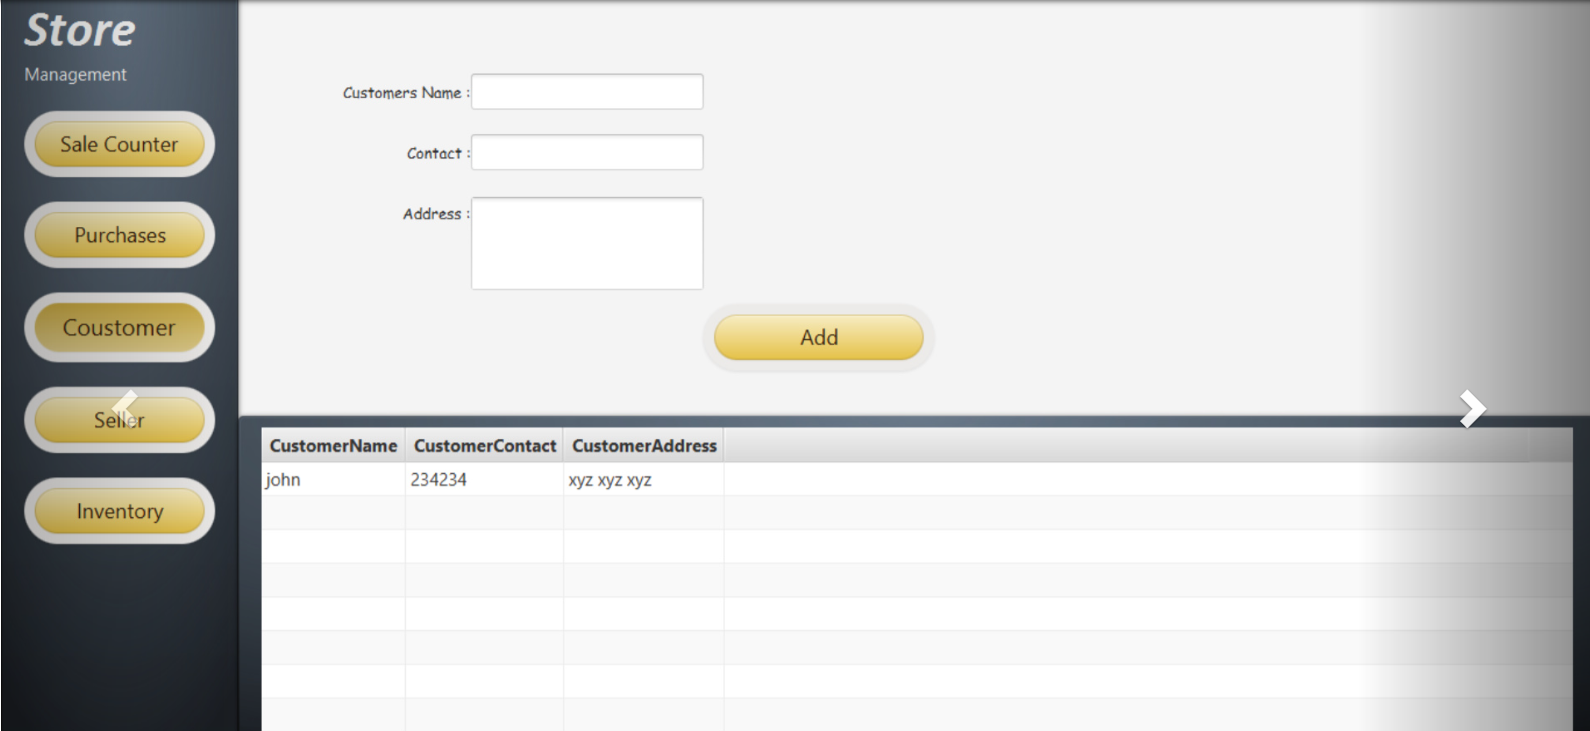 Store
Management
Sale Counter
Purchases
Coustomer
Seller
Inventory
Customers Name :
Contact :
Address :
Add
CustomerName CustomerContact CustomerAddress
john 234234 xyz xyz xyz